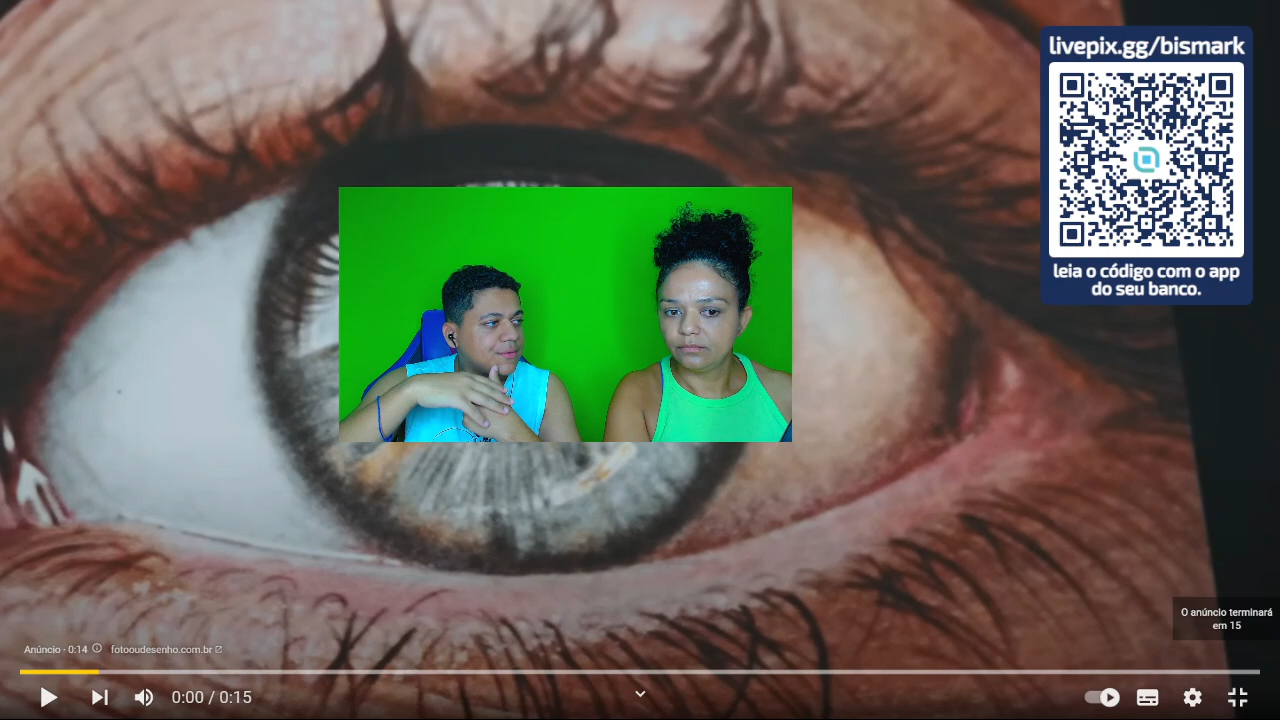 livepix.gg/bismark
leia o código com o app
do seu banco.
O anúncio terminará
em 15
Anúncio · 0:14
fotooudesenho.com.br
0:00 / 0:15